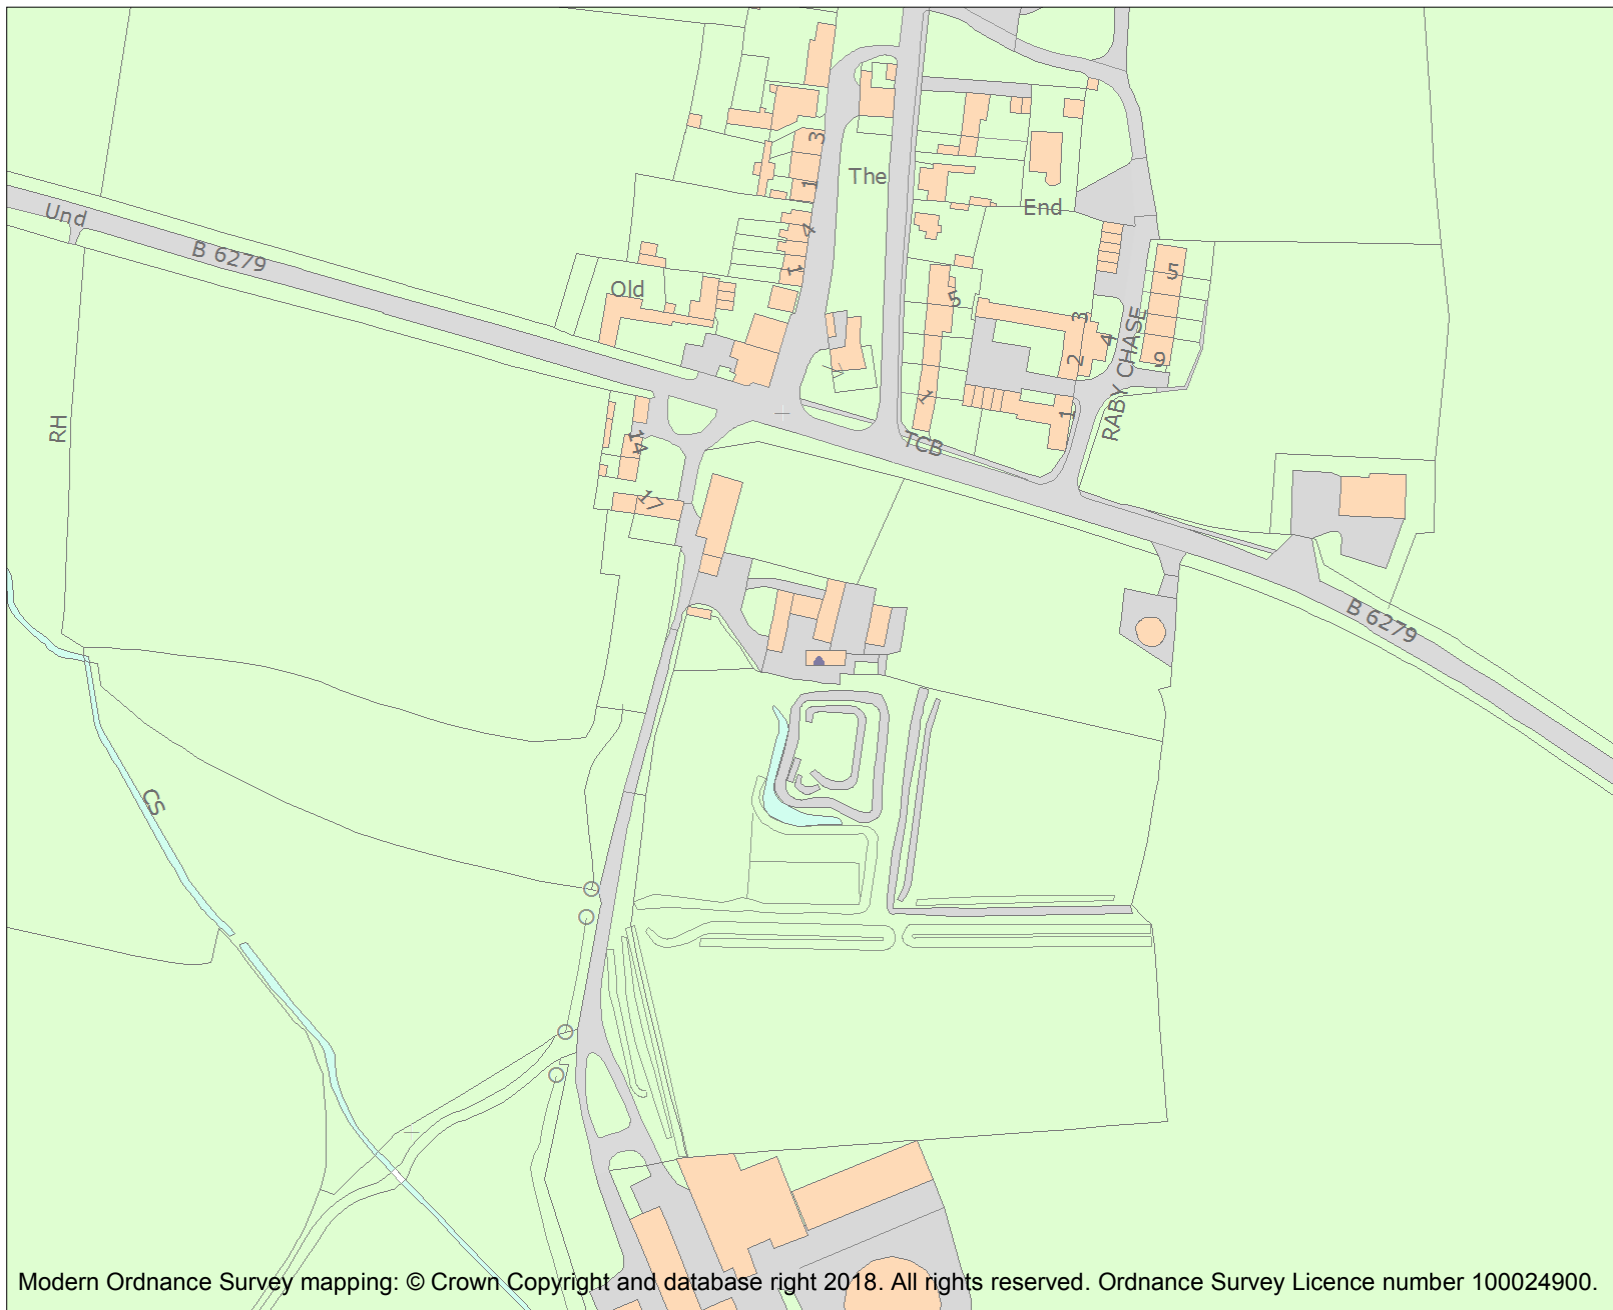 3
The
1
End
Und
4
B 6279
1
5
Old
5
3
4
RABY CHASE
2
9
1
1
RH
14
TCB
17
B 6279
CS
Modern Ordnance Survey mapping: © Crown Copyright and database right 2018. All rights reserved. Ordnance Survey Licence number 100024900.